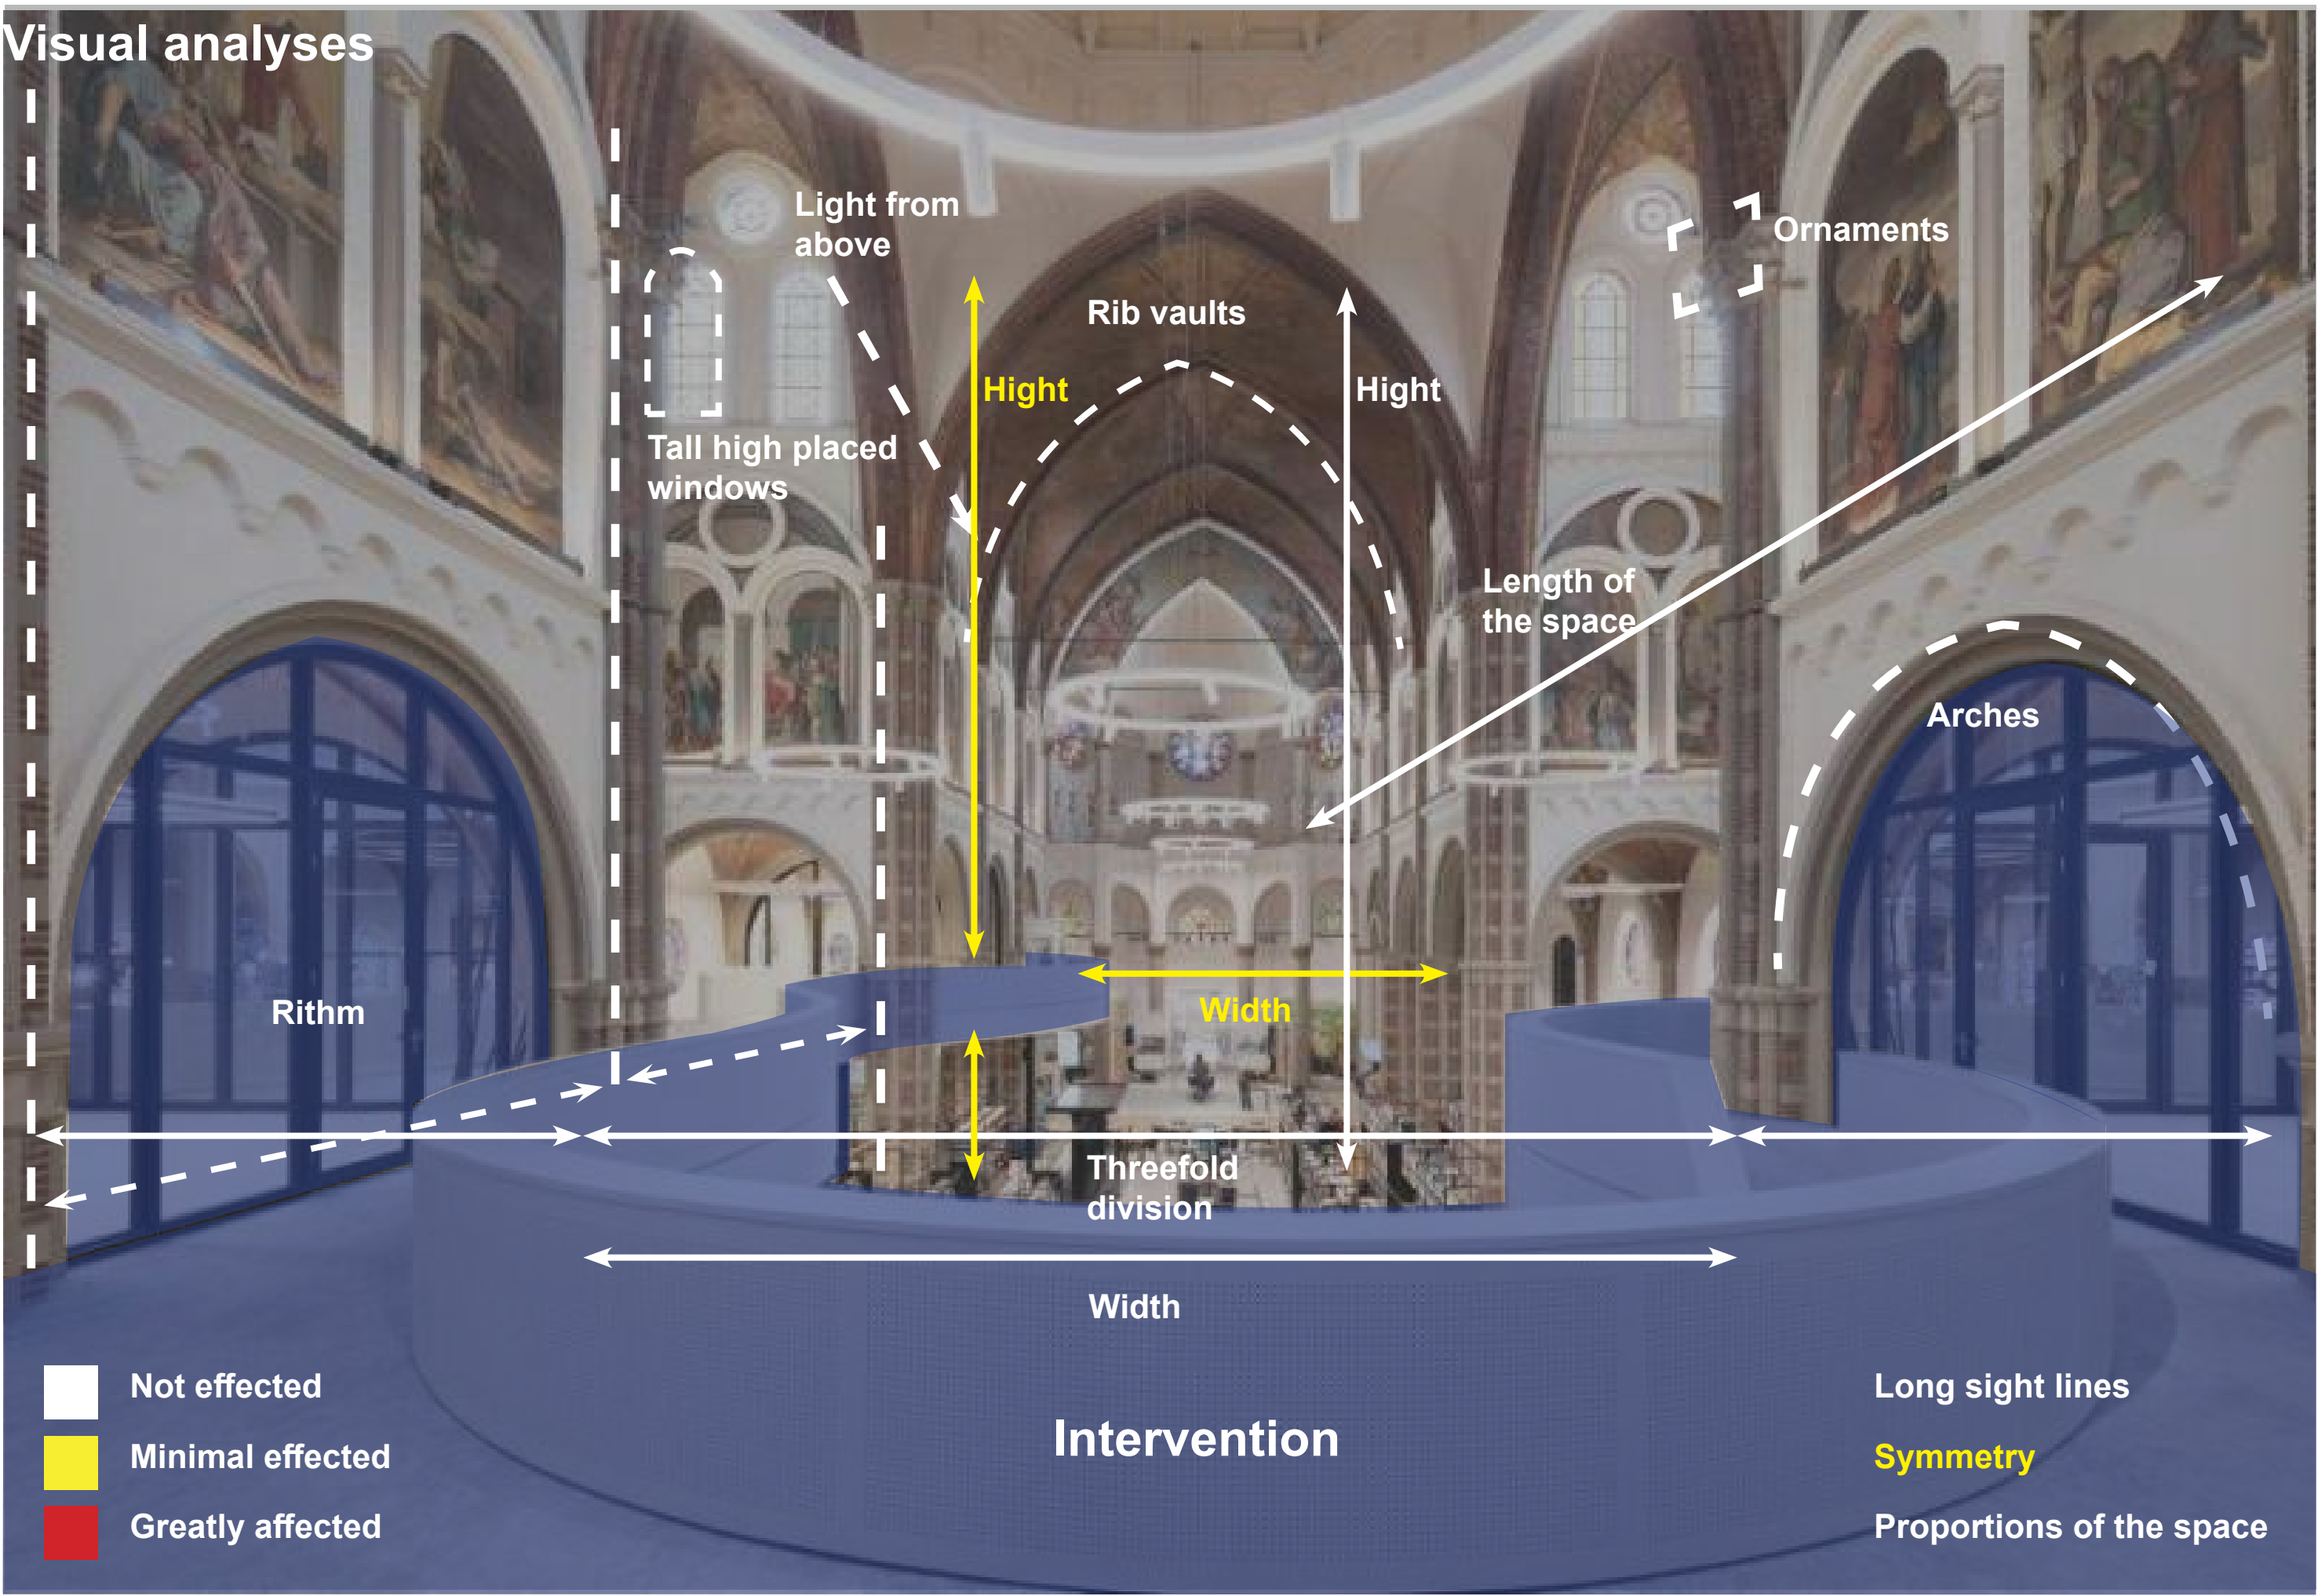 Visual analyses
Light from
above
Ornaments
Rib vaults
Hight
Hight
Tall high placed
windows
Length of
the space
Arches
Rithm
Width
Threefold
division
Width
Not effected
Minimal effected
Greatly affected
Intervention
Long sight lines
Symmetry
Proportions of the space